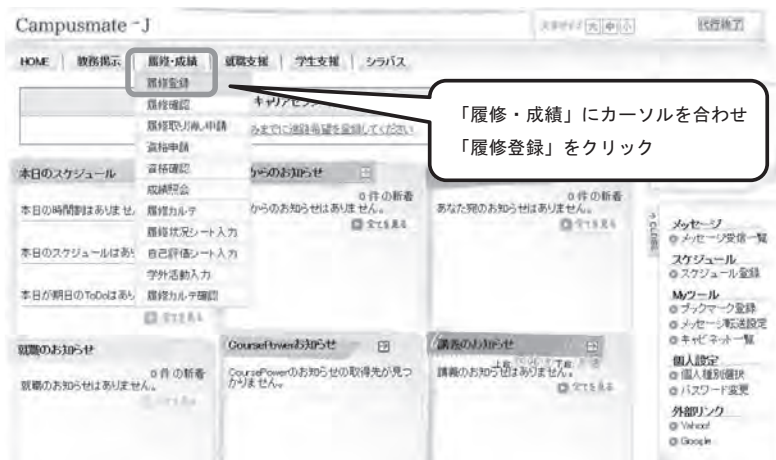 Campusmate-J
文字サイズ 大 中 小
代行終了
HOME 教務掲示 履修・成績 就職支援 学生支援 シラバス
履修登録
履修確認
履修取り消し申請
資格申請
資格確認
成績照会
履修カルテ
履修状況シート入力
自己評価シート入力
学外活動入力
履修カルテ確認
「履修・成績」にカーソルを合わせ
「履修登録」をクリック
みまでに進路希望を登録してください
本日のスケジュール
からのお知らせ
0件の新着
0件の新着
本日の時間割はありませ
からのお知らせはありません。
あなた宛のお知らせはありません。
全てを見る
全てを見る
本日のスケジュールはあり
本日が期日のToDoはあり
全てを見る
就職のお知らせ
CoursePowerお知らせ
講義のお知らせ
0件の新着
就職のお知らせはありません。
CoursePowerのお知らせの取得先が見つ
かりません。
講義のお知らせはありません。
全てを見る
CLOSE
メッセージ
メッセージ受信一覧
スケジュール
スケジュール登録
Myツール
ブックマーク登録
メッセージ転送設定
キャビネット一覧
個人設定
個人種別選択
パスワード変更
外部リンク
Yahoo!
Google